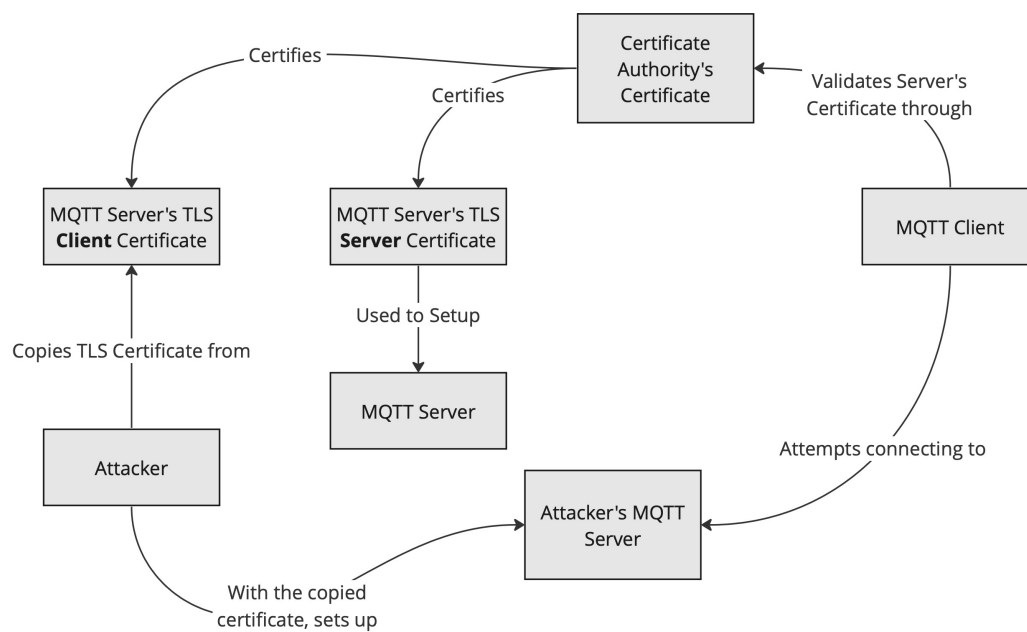 Certificate
Authority's
Certificate
Certifies
Certifies
Validates Server's
Certificate through
MQTT Server's TLS
Client Certificate
MQTT Server's TLS
Server Certificate
MQTT Client
Used to Setup
Copies TLS Certificate from
MQTT Server
Attacker
Attempts connecting to
Attacker's MQTT
Server
With the copied
certificate, sets up